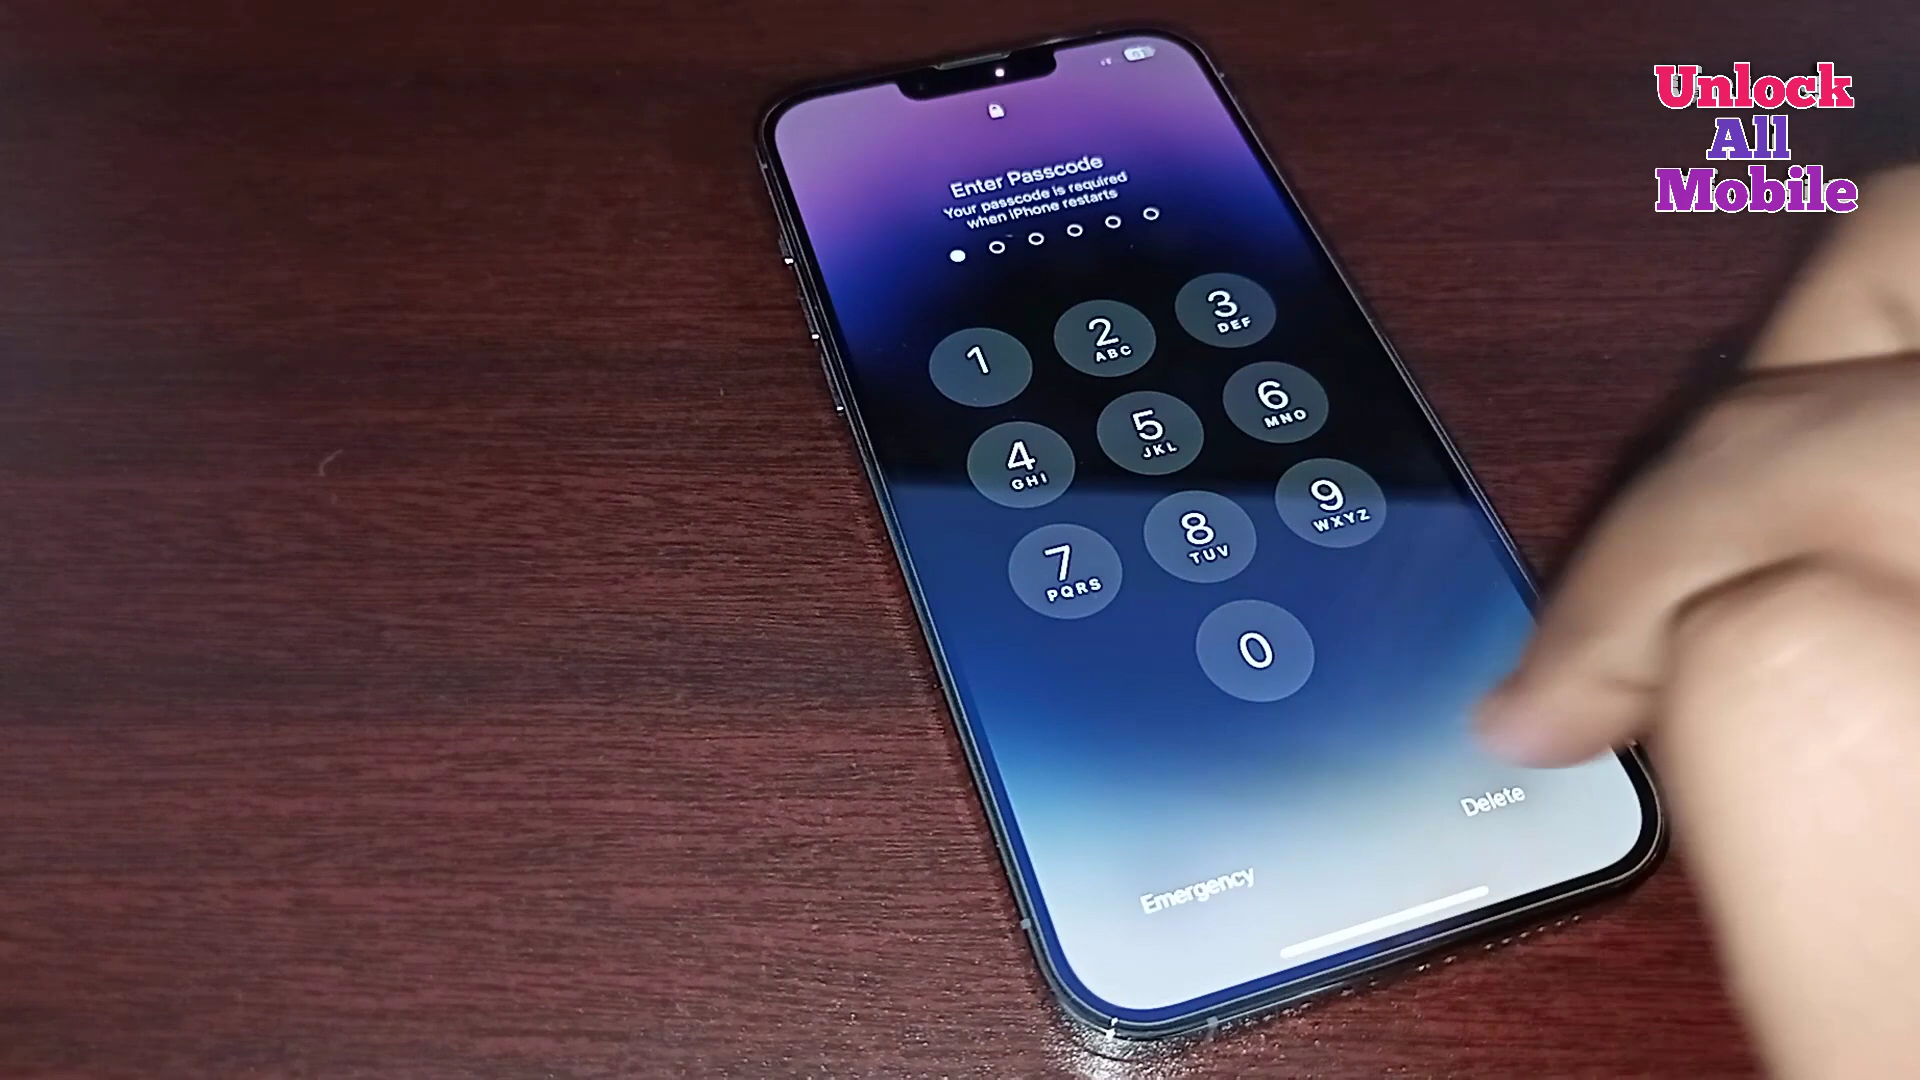 Unlock
All
Mobile
Enter Passcode
Your passcode is required
when iPhone restarts
1
2
ABC
3
DEF
4
GHI
5
JKL
6
MNO
7
PQRS
8
TUV
9
WXYZ
0
Delete
Emergency